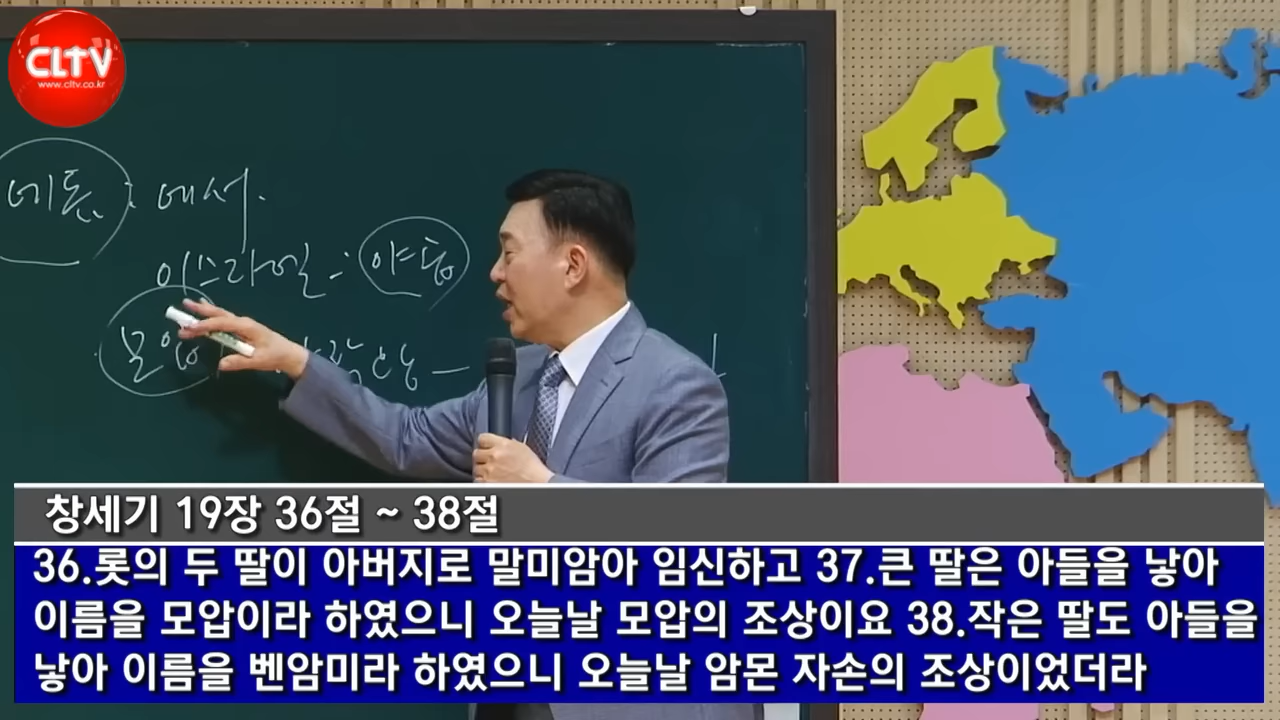 CLTV
www.cltv.co.kr
에돔 : 에서.
이스라엘 : 야곱
모압
창세기 19장 36절 ~ 38절
36.롯의 두 딸이 아버지로 말미암아 임신하고 37.큰 딸은 아들을 낳아
이름을 모압이라 하였으니 오늘날 모압의 조상이요 38.작은 딸도 아들을
낳아 이름을 벤암미라 하였으니 오늘날 암몬 자손의 조상이었더라